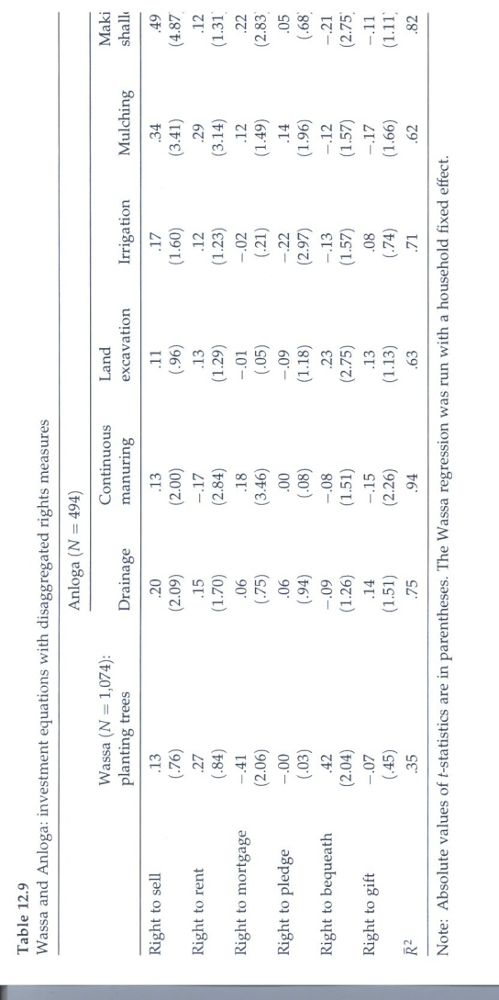 Table 12.9
Wassa and Anloga: investment equations with disaggregated rights measures
Anloga (N = 494)
Wassa (N = 1,074): Continuous Land
planting trees Drainage manuring excavation Irrigation Mulching
Right to sell .13 .20 .13 .11 .17 .34 .49
(.76) (2.09) (2.00) (.96) (1.60) (3.41) (4.87
Right to rent .27 .15 –.17 .13 .12 .29 .12
(.84) (1.70) (2.84) (1.29) (1.23) (3.14) (1.31
Right to mortgage –.41 .06 .18 –.01 –.02 .12 .22
(2.06) (.75) (3.46) (.05) (.21) (1.49) (2.83
Right to pledge –.00 .06 .00 –.09 –.22 .14 .05
(.03) (.94) (.08) (1.18) (2.97) (1.96) (.68
Right to bequeath .42 –.09 –.08 .23 –.13 –.12 –.21
(2.04) (1.26) (1.51) (2.75) (1.57) (1.57) (2.75
Right to gift –.07 .14 –.15 .13 .08 –.17 –.11
(.45) (1.51) (2.26) (1.13) (.74) (1.66) (1.11
R̄² .35 .75 .94 .63 .71 .62 .82
Note: Absolute values of t-statistics are in parentheses. The Wassa regression was run with a household fixed effect.